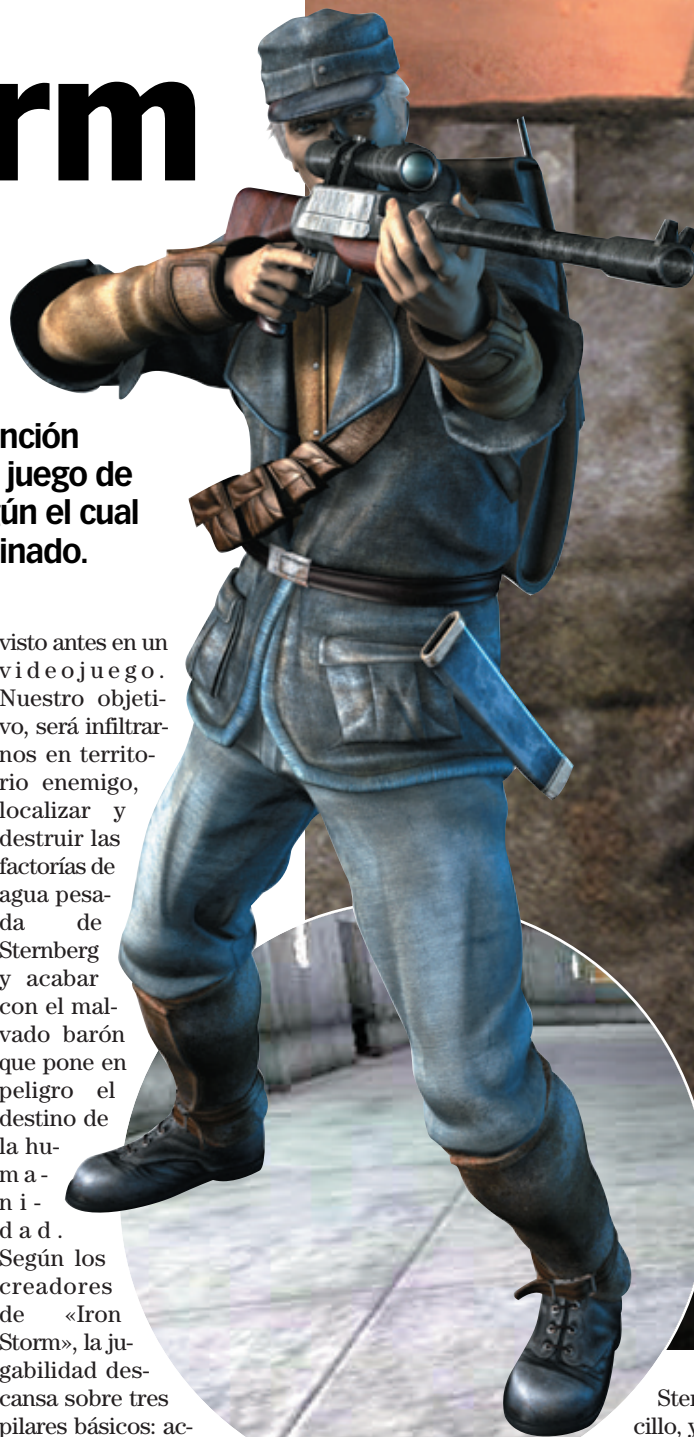 rm
nción
juego de
gún el cual
inado.
visto antes en un
videojuego.
Nuestro objeti-
vo, será infiltrar-
nos en territo-
rio enemigo,
localizar y
destruir las
factorías de
agua pesa-
da de
Sternberg
y acabar
con el mal-
vado barón
que pone en
peligro el
destino de
la hu-
ma-
ni-
dad.
Según los
creadores
de «Iron
Storm», la ju-
gabilidad des-
cansa sobre tres
pilares básicos: ac-
Ster
cillo, y